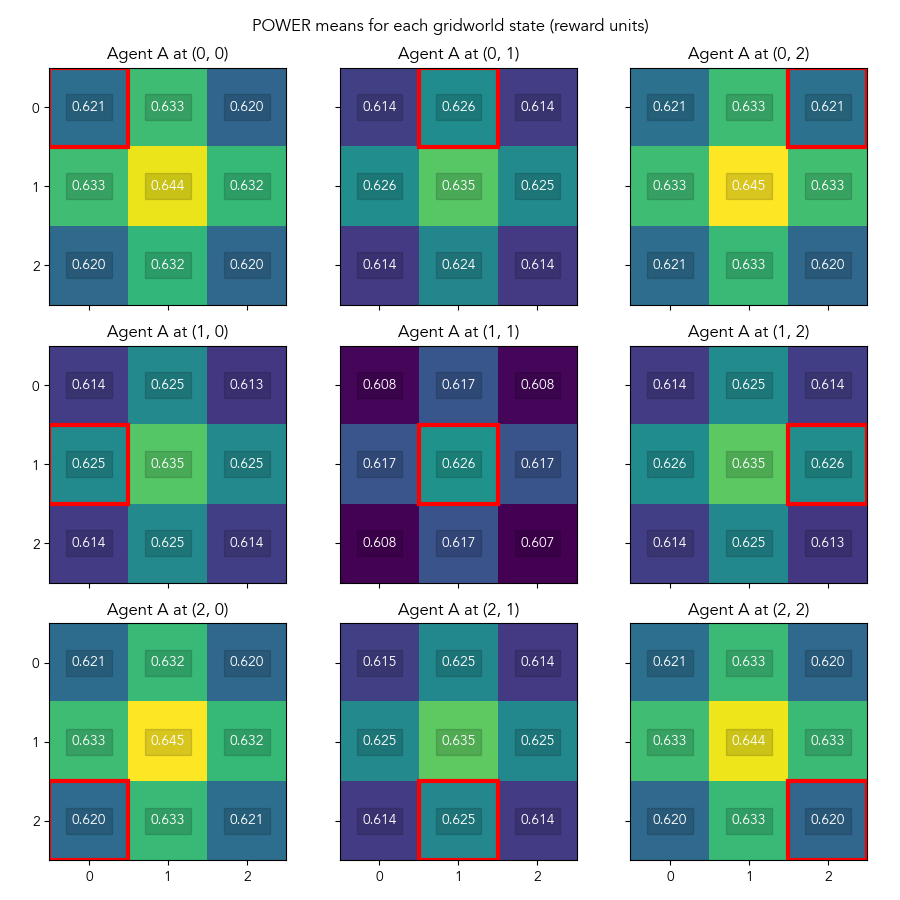 POWER means for each gridworld state (reward units)
Agent A at (0, 0) Agent A at (0, 1) Agent A at (0, 2)
0 0.621 0.633 0.620 0.614 0.626 0.614 0.621 0.633 0.621
1 0.633 0.644 0.632 0.626 0.635 0.625 0.633 0.645 0.633
2 0.620 0.632 0.620 0.614 0.624 0.614 0.621 0.633 0.620
Agent A at (1, 0) Agent A at (1, 1) Agent A at (1, 2)
0 0.614 0.625 0.613 0.608 0.617 0.608 0.614 0.625 0.614
1 0.625 0.635 0.625 0.617 0.626 0.617 0.626 0.635 0.626
2 0.614 0.625 0.614 0.608 0.617 0.607 0.614 0.625 0.613
Agent A at (2, 0) Agent A at (2, 1) Agent A at (2, 2)
0 0.621 0.632 0.620 0.615 0.625 0.614 0.621 0.633 0.620
1 0.633 0.645 0.632 0.625 0.635 0.625 0.633 0.644 0.633
2 0.620 0.633 0.621 0.614 0.625 0.614 0.620 0.633 0.620
0 1 2 0 1 2 0 1 2